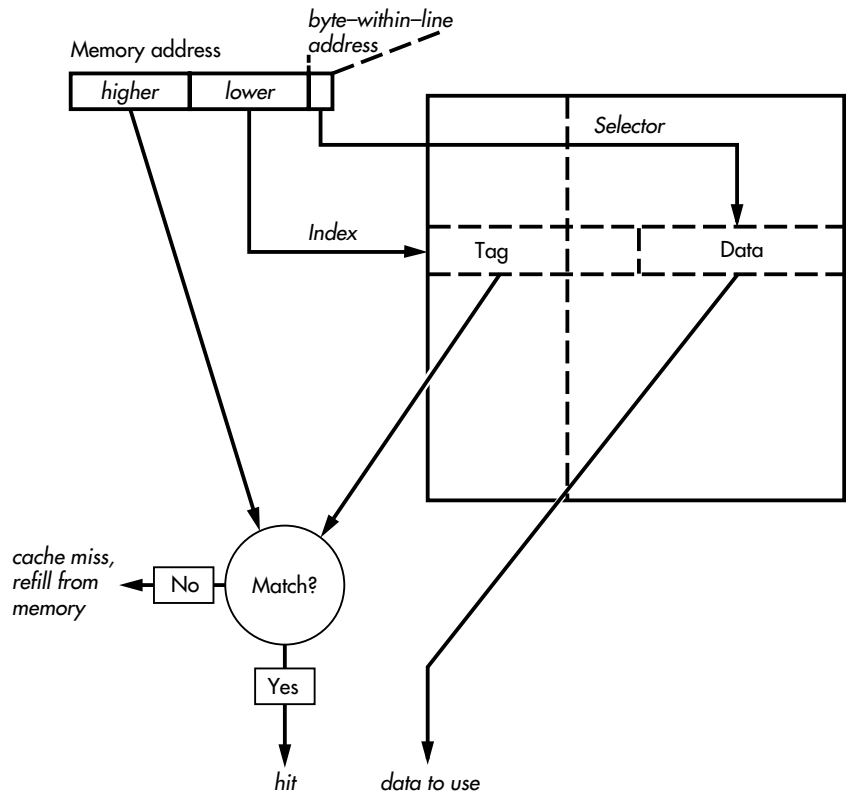 byte–within–line
address
Memory address
higher
lower
Selector
Index
Tag
Data
cache miss,
refill from
memory
No
Match?
Yes
hit
data to use